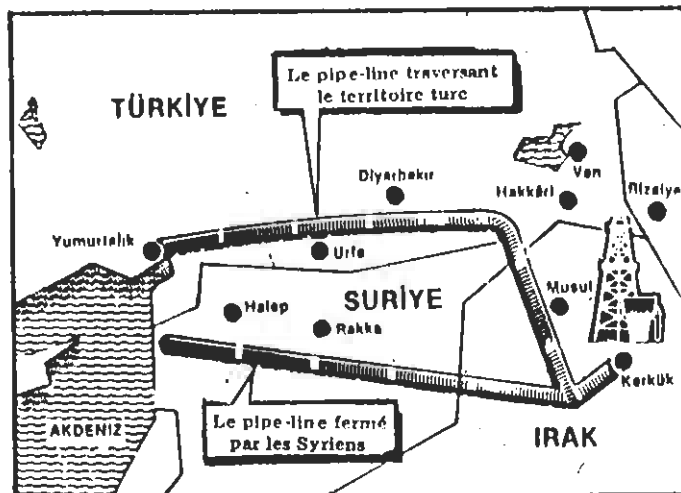 Le pipe-line traversant
le territoire turc
TÜRKİYE
Van
Diyarbakır
Hakkâri
Rizaiye
Yumurtalık
Urfa
SURİYE
Musul
Halep
Rakka
Kerkük
Le pipe-line fermé
par les Syriens
AKDENİZ
IRAK